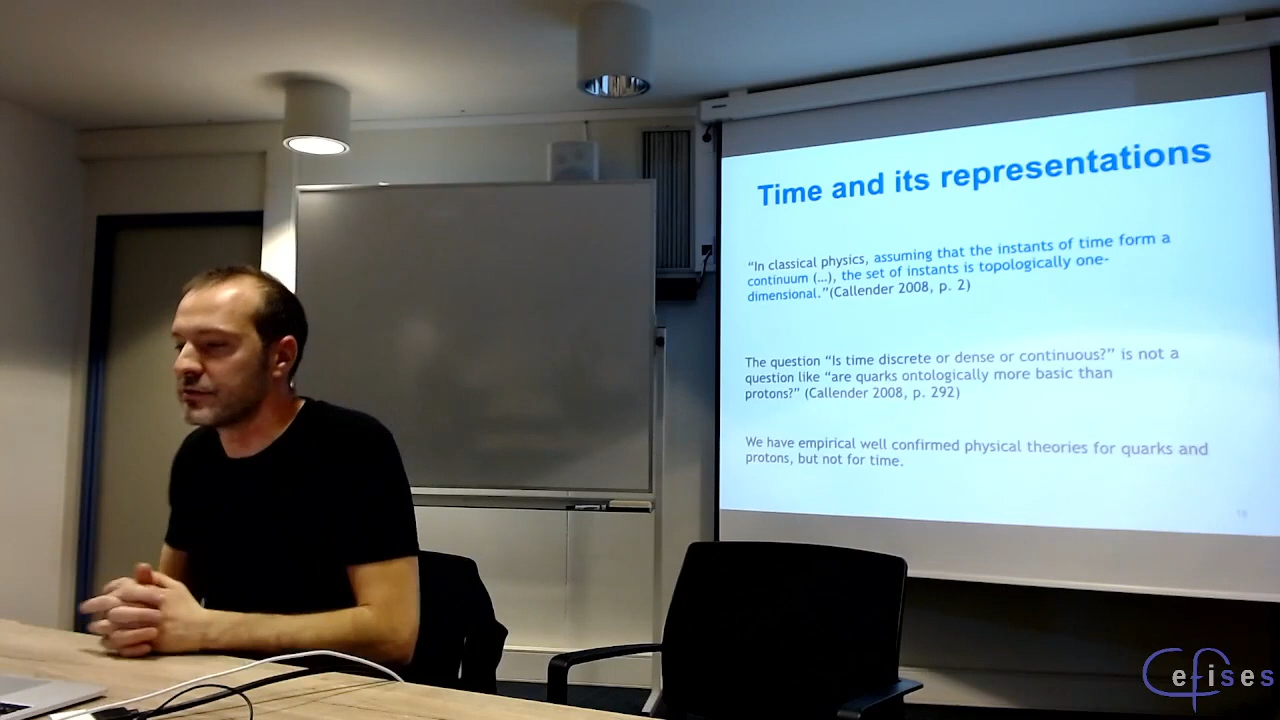 Time and its representations
“In classical physics, assuming that the instants of time form a
continuum (…), the set of instants is topologically one-
dimensional.”(Callender 2008, p. 2)
The question “Is time discrete or dense or continuous?” is not a
question like “are quarks ontologically more basic than
protons?” (Callender 2008, p. 292)
We have empirical well confirmed physical theories for quarks and
protons, but not for time.
Cefises